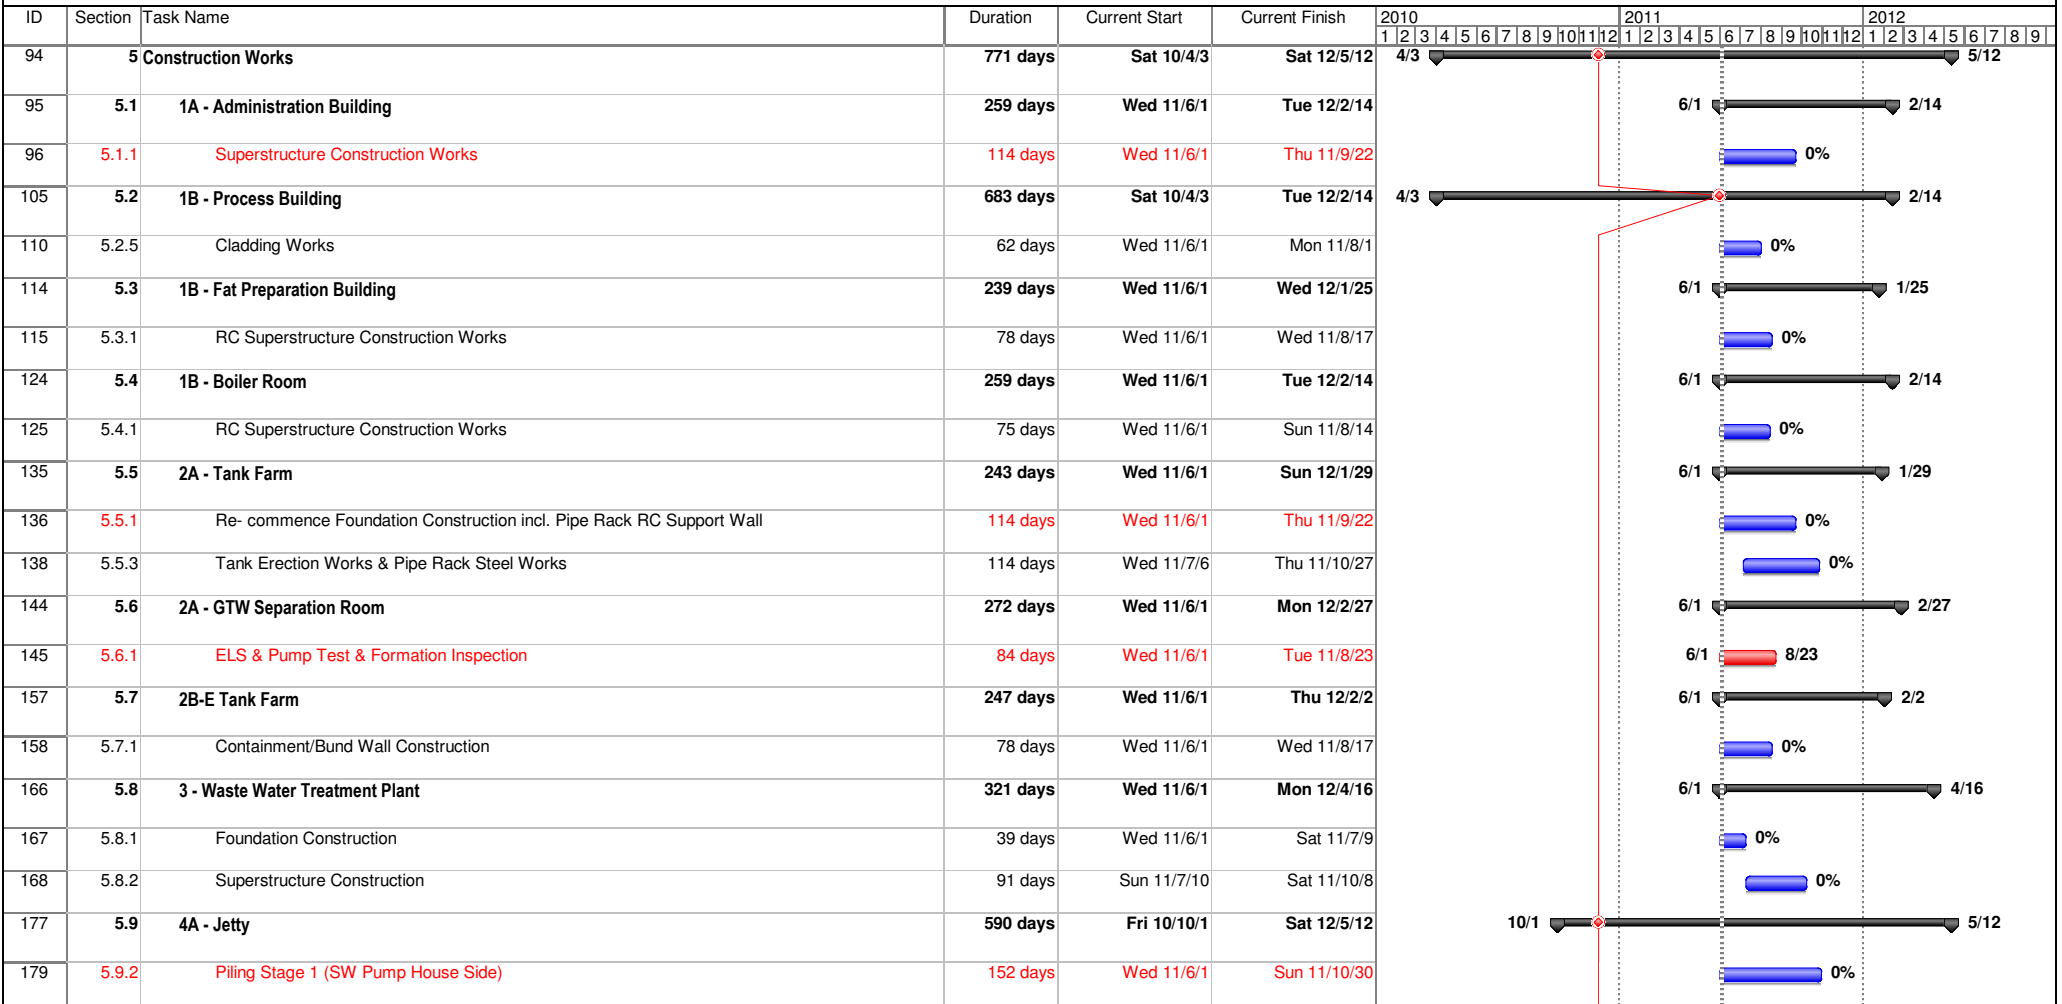 ID Section Task Name Duration Current Start Current Finish 2010 2011 2012
1 2 3 4 5 6 7 8 9 10 11 12 1 2 3 4 5 6 7 8 9 10 11 12 1 2 3 4 5 6 7 8 9
94 5 Construction Works 771 days Sat 10/4/3 Sat 12/5/12 4/3 5/12
95 5.1 1A - Administration Building 259 days Wed 11/6/1 Tue 12/2/14 6/1 2/14
96 5.1.1 Superstructure Construction Works 114 days Wed 11/6/1 Thu 11/9/22 0%
105 5.2 1B - Process Building 683 days Sat 10/4/3 Tue 12/2/14 4/3 2/14
110 5.2.5 Cladding Works 62 days Wed 11/6/1 Mon 11/8/1 0%
114 5.3 1B - Fat Preparation Building 239 days Wed 11/6/1 Wed 12/1/25 6/1 1/25
115 5.3.1 RC Superstructure Construction Works 78 days Wed 11/6/1 Wed 11/8/17 0%
124 5.4 1B - Boiler Room 259 days Wed 11/6/1 Tue 12/2/14 6/1 2/14
125 5.4.1 RC Superstructure Construction Works 75 days Wed 11/6/1 Sun 11/8/14 0%
135 5.5 2A - Tank Farm 243 days Wed 11/6/1 Sun 12/1/29 6/1 1/29
136 5.5.1 Re- commence Foundation Construction incl. Pipe Rack RC Support Wall 114 days Wed 11/6/1 Thu 11/9/22 0%
138 5.5.3 Tank Erection Works & Pipe Rack Steel Works 114 days Wed 11/7/6 Thu 11/10/27 0%
144 5.6 2A - GTW Separation Room 272 days Wed 11/6/1 Mon 12/2/27 6/1 2/27
145 5.6.1 ELS & Pump Test & Formation Inspection 84 days Wed 11/6/1 Tue 11/8/23 6/1 8/23
157 5.7 2B-E Tank Farm 247 days Wed 11/6/1 Thu 12/2/2 6/1 2/2
158 5.7.1 Containment/Bund Wall Construction 78 days Wed 11/6/1 Wed 11/8/17 0%
166 5.8 3 - Waste Water Treatment Plant 321 days Wed 11/6/1 Mon 12/4/16 6/1 4/16
167 5.8.1 Foundation Construction 39 days Wed 11/6/1 Sat 11/7/9 0%
168 5.8.2 Superstructure Construction 91 days Sun 11/7/10 Sat 11/10/8 0%
177 5.9 4A - Jetty 590 days Fri 10/10/1 Sat 12/5/12 10/1 5/12
179 5.9.2 Piling Stage 1 (SW Pump House Side) 152 days Wed 11/6/1 Sun 11/10/30 0%